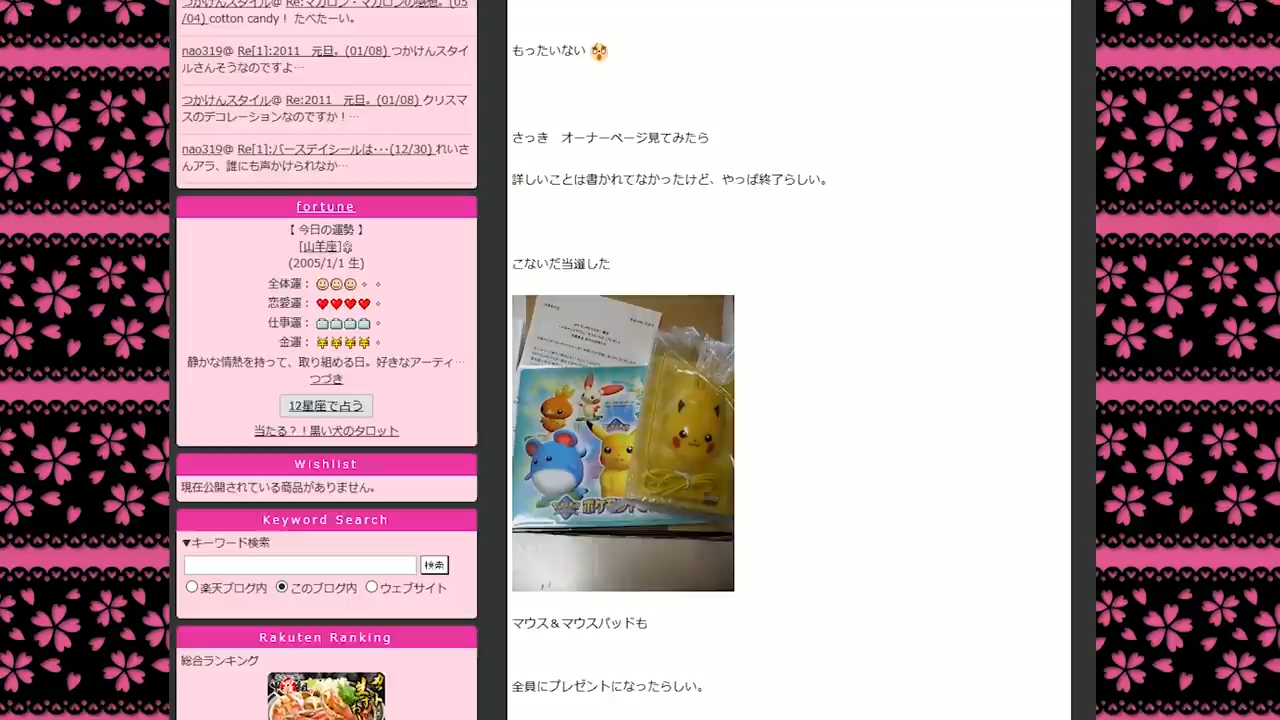 つかけんスタイル@ Re:マカロン・マカロンの感想。(05
/04) cotton candy！ たべたーい。
nao319@ Re[1]:2011　元旦。(01/08) つかけんスタイ
ルさんそうなのですよ…
つかけんスタイル@ Re:2011　元旦。(01/08) クリスマ
スのデコレーションなのですか！…
nao319@ Re[1]:バースデイシールは･･･(12/30) れいさ
んアラ、誰にも声かけられなか…
fortune
【 今日の運勢 】
[山羊座]
(2005/1/1 生)
全体運：
恋愛運：
仕事運：
金運：
静かな情熱を持って、取り組める日。好きなアーティ…
つづき
12星座で占う
当たる？！黒い犬のタロット
Wishlist
現在公開されている商品がありません。
Keyword Search
▼キーワード検索
検索
楽天ブログ内 このブログ内 ウェブサイト
Rakuten Ranking
総合ランキング
もったいない
さっき　オーナーページ見てみたら
詳しいことは書かれてなかったけど、やっぱ終了らしい。
こないだ当選した
マウス＆マウスパッドも
全員にプレゼントになったらしい。